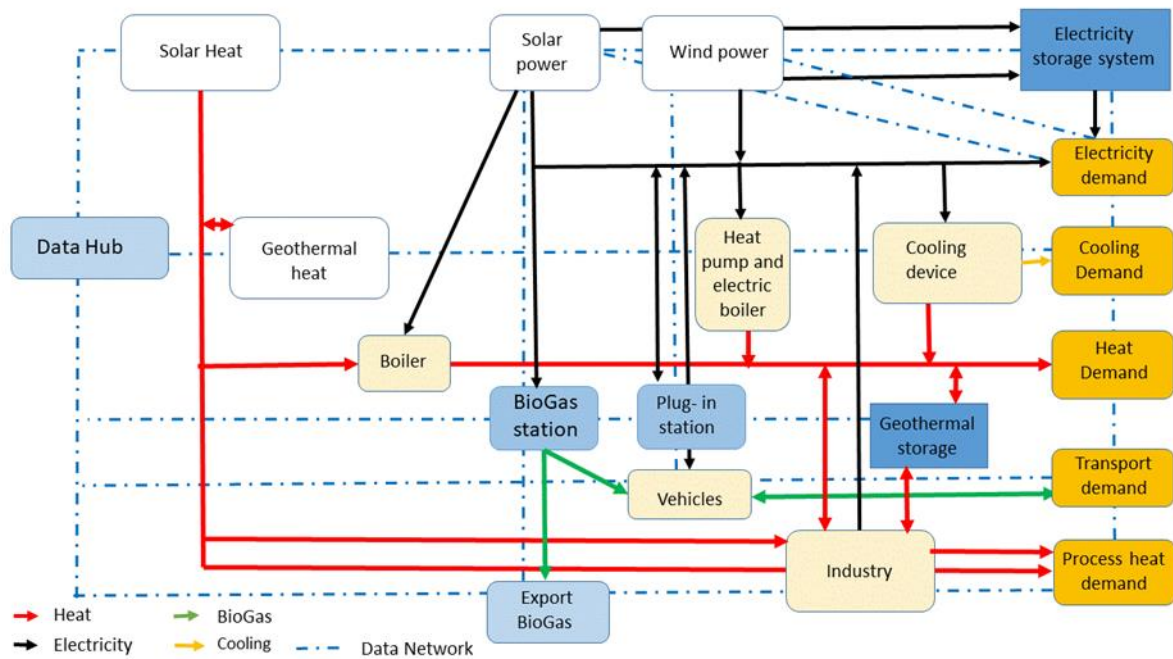 Solar Heat
Solar
power
Wind power
Electricity
storage system
Electricity
demand
Data Hub
Geothermal
heat
Heat
pump and
electric
boiler
Cooling
device
Cooling
Demand
Boiler
Heat
Demand
BioGas
station
Plug- in
station
Geothermal
storage
Vehicles
Transport
demand
Industry
Process heat
demand
Export
BioGas
Heat
BioGas
Electricity
Cooling
Data Network